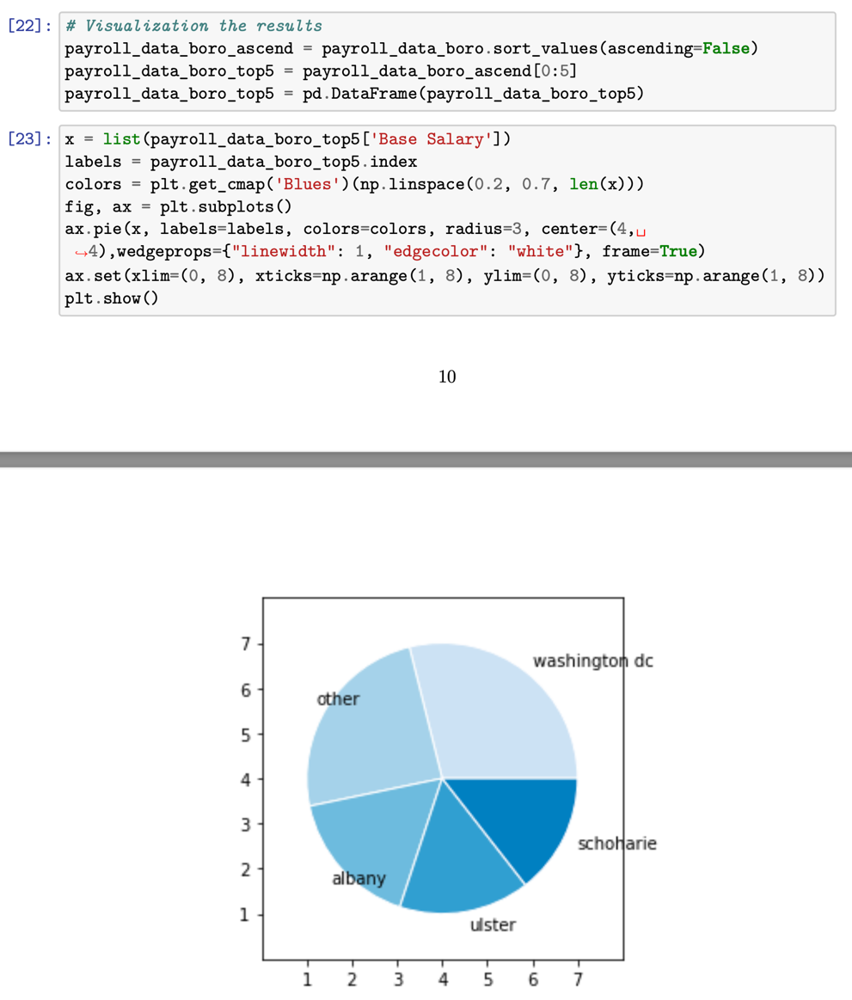 [22]: # Visualization the results
payroll_data_boro_ascend = payroll_data_boro.sort_values(ascending=False)
payroll_data_boro_top5 = payroll_data_boro_ascend[0:5]
payroll_data_boro_top5 = pd.DataFrame(payroll_data_boro_top5)
[23]: x = list(payroll_data_boro_top5['Base Salary'])
labels = payroll_data_boro_top5.index
colors = plt.get_cmap('Blues')(np.linspace(0.2, 0.7, len(x)))
fig, ax = plt.subplots()
ax.pie(x, labels=labels, colors=colors, radius=3, center=(4,␣
↪4),wedgeprops={"linewidth": 1, "edgecolor": "white"}, frame=True)
ax.set(xlim=(0, 8), xticks=np.arange(1, 8), ylim=(0, 8), yticks=np.arange(1, 8))
plt.show()
10
7
washington dc
6
other
5
4
3
schoharie
2
albany
1
ulster
1 2 3 4 5 6 7